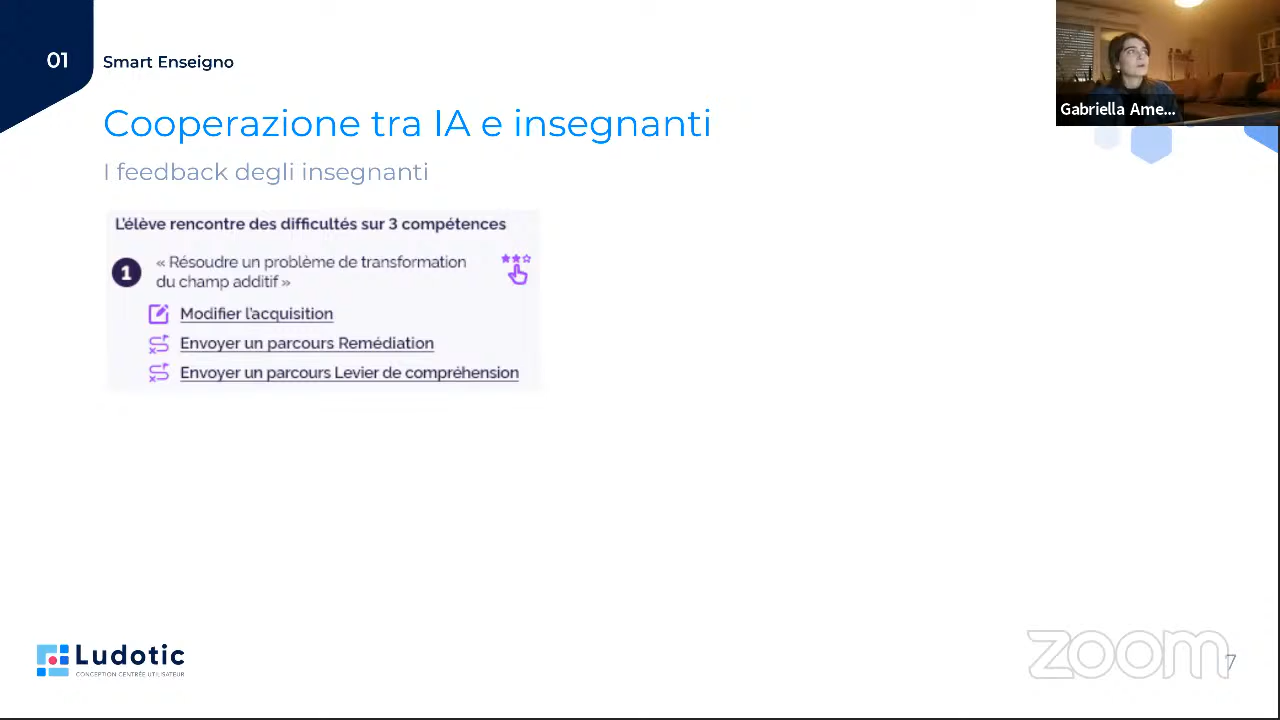 01
Smart Enseigno
Cooperazione tra IA e insegnanti
I feedback degli insegnanti
Gabriella Ame...
L'élève rencontre des difficultés sur 3 compétences
1
« Résoudre un problème de transformation
du champ additif »
Modifier l'acquisition
Envoyer un parcours Remédiation
Envoyer un parcours Levier de compréhension
Ludotic
CONCEPTION CENTRÉE UTILISATEUR
zoom
7